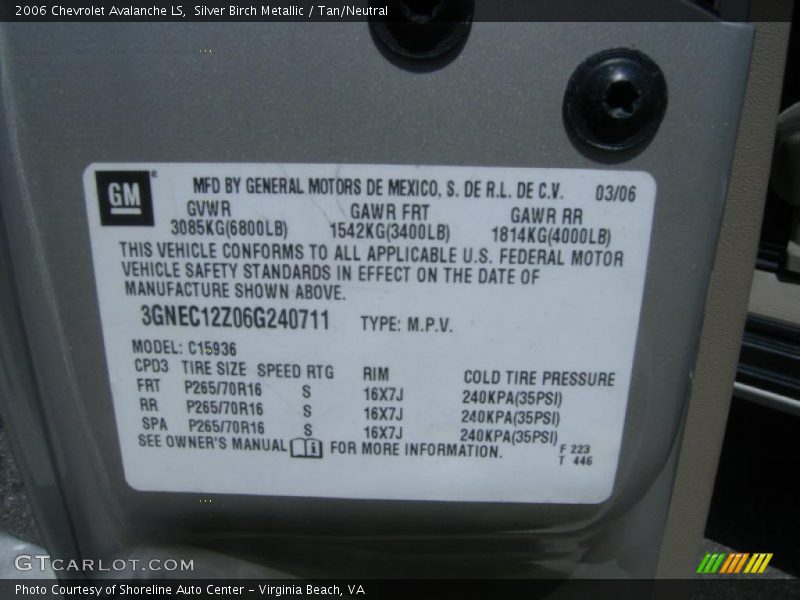 2006 Chevrolet Avalanche LS,  Silver Birch Metallic / Tan/Neutral
GM
MFD BY GENERAL MOTORS DE MEXICO, S. DE R.L. DE C.V. 03/06
GVWR GAWR FRT GAWR RR
3085KG(6800LB) 1542KG(3400LB) 1814KG(4000LB)
THIS VEHICLE CONFORMS TO ALL APPLICABLE U.S. FEDERAL MOTOR
VEHICLE SAFETY STANDARDS IN EFFECT ON THE DATE OF
MANUFACTURE SHOWN ABOVE.
3GNEC12Z06G240711 TYPE: M.P.V.
MODEL: C15936
CPD3 TIRE SIZE SPEED RTG RIM COLD TIRE PRESSURE
FRT P265/70R16 S 16X7J 240KPA(35PSI)
RR P265/70R16 S 16X7J 240KPA(35PSI)
SPA P265/70R16 S 16X7J 240KPA(35PSI)
SEE OWNER'S MANUAL i FOR MORE INFORMATION.
F 223
T 446
GTCARLOT.COM
Photo Courtesy of Shoreline Auto Center - Virginia Beach, VA